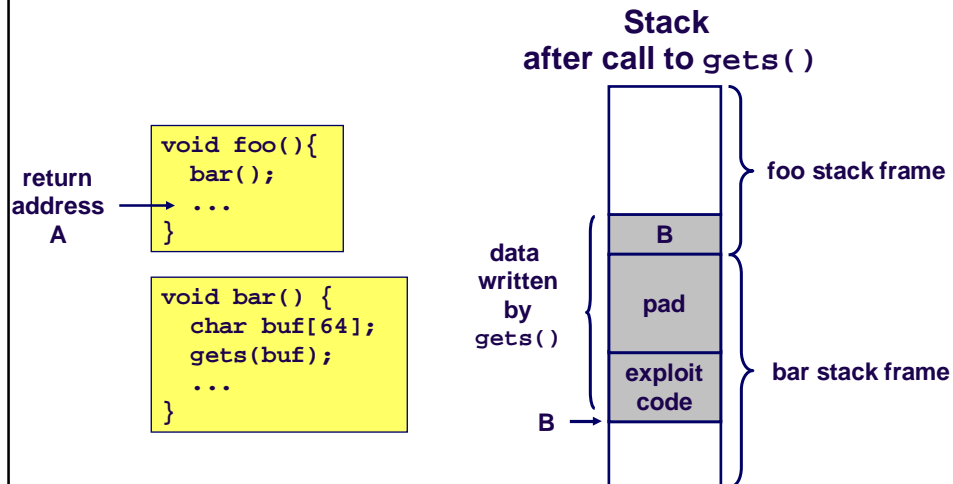 Stack
after call to gets()
void foo(){
  bar();
  ...
}
return
address
A
void bar() {
  char buf[64];
  gets(buf);
  ...
}
data
written
by
gets()
B
pad
exploit
code
B
foo stack frame
bar stack frame